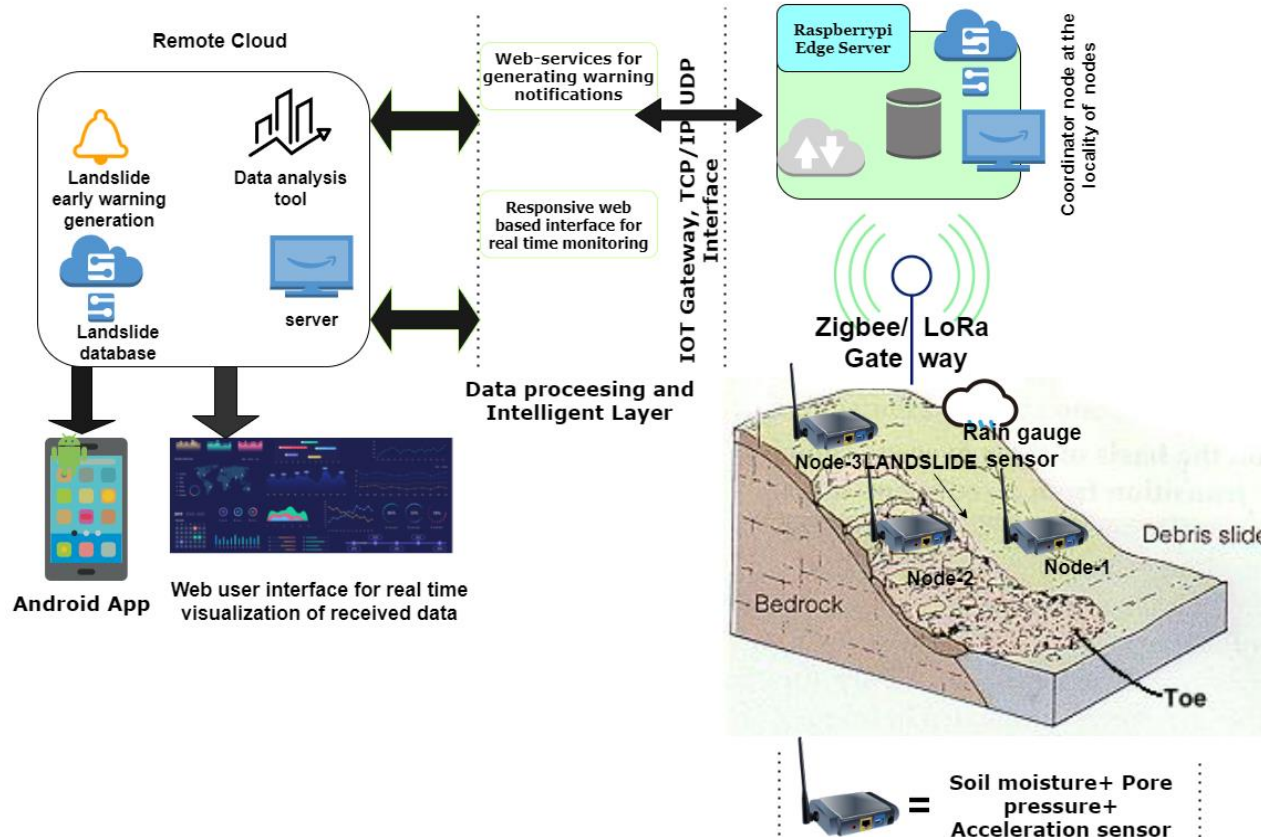 Remote Cloud
Landslide
early warning
generation
Data analysis
tool
Landslide
database
server
Android App
Web user interface for real time
visualization of received data
Web-services for
generating warning
notifications
Responsive web
based interface for
real time monitoring
Data proceesing and
Intelligent Layer
IOT Gateway, TCP/IP UDP
Interface
Raspberrypi
Edge Server
Coordinator node at the
locality of nodes
Zigbee/ LoRa
Gate way
Rain gauge
sensor
Node-3
LANDSLIDE
Node-2
Node-1
Debris slide
Bedrock
Toe
=
Soil moisture+ Pore
pressure+
Acceleration sensor